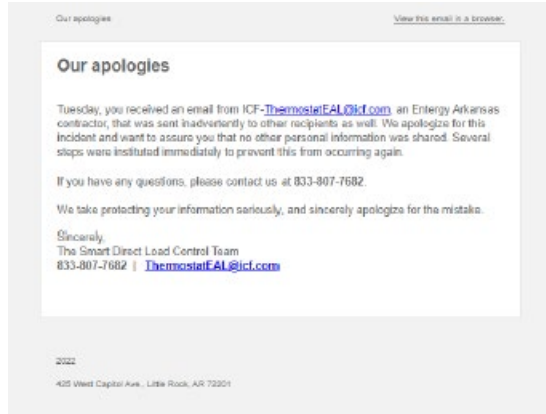 Our apologies
View this email in a browser.
Our apologies
Tuesday, you received an email from ICF-ThermostatEAL@icf.com, an Entergy Arkansas
contractor, that was sent inadvertently to other recipients as well. We apologize for this
incident and want to assure you that no other personal information was shared. Several
steps were instituted immediately to prevent this from occurring again.
If you have any questions, please contact us at 833-807-7682.
We take protecting your information seriously, and sincerely apologize for the mistake.
Sincerely,
The Smart Direct Load Control Team
833-807-7682 | ThermostatEAL@icf.com
2022
425 West Capitol Ave., Little Rock, AR 72201